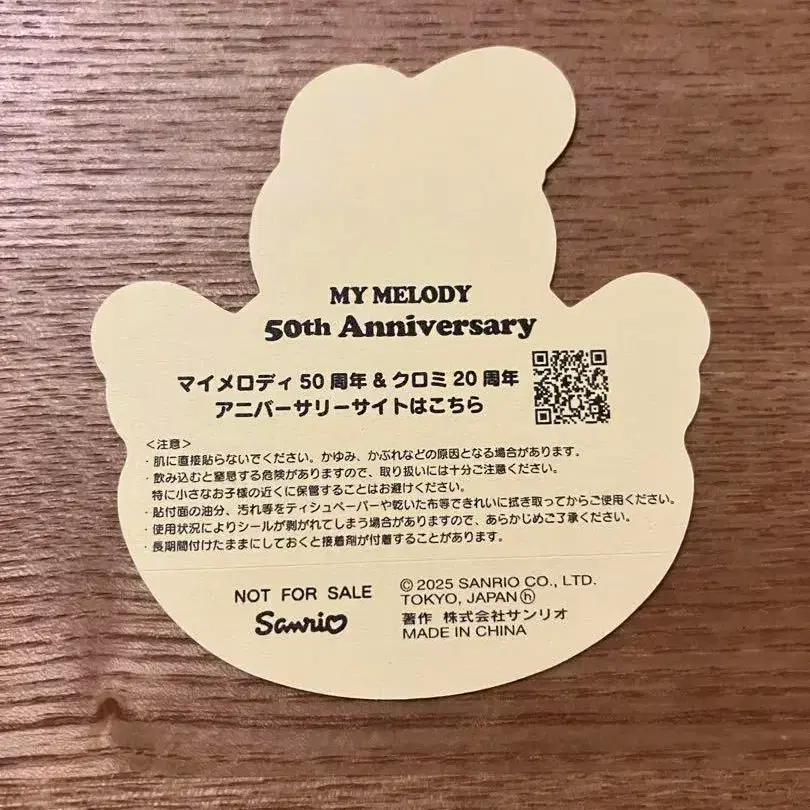 MY MELODY
50th Anniversary
マイメロディ 50 周年 & クロミ 20 周年
アニバーサリーサイトはこちら
<注意>
・肌に直接貼らないでください。かゆみ、かぶれなどの原因となる場合があります。
・飲み込むと窒息する危険がありますので、取り扱いには十分ご注意ください。
特に小さなお子様の近くに保管することはお避けください。
・貼付面の油分、汚れ等をティシュペーパーや乾いた布等できれいに拭き取ってからご使用ください。
・使用状況によりシールが剥がれてしまう場合がありますので、あらかじめご了承ください。
・長期間付けたままにしておくと接着剤が付着することがあります。
NOT FOR SALE
Sanrio
© 2025 SANRIO CO., LTD.
TOKYO, JAPAN ⓗ
著作 株式会社サンリオ
MADE IN CHINA